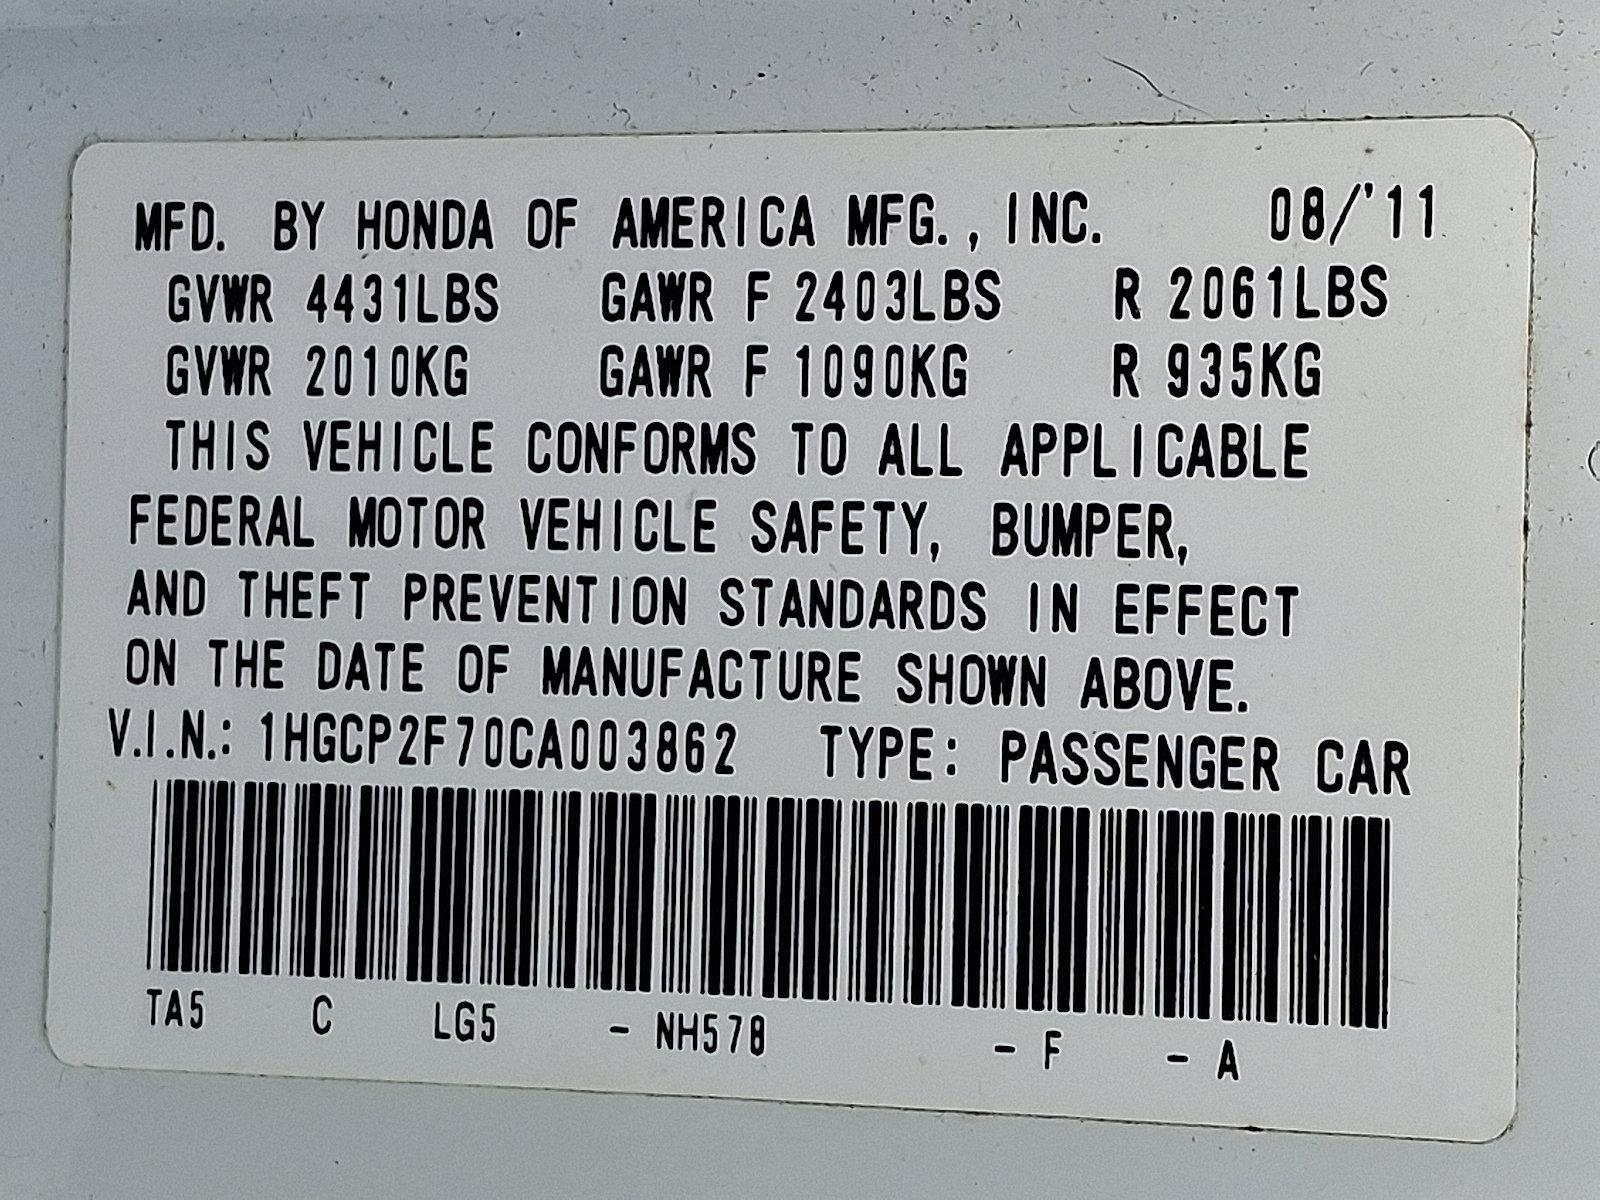 MFD. BY HONDA OF AMERICA MFG., INC. 08/'11
GVWR 4431LBS GAWR F 2403LBS R 2061LBS
GVWR 2010KG GAWR F 1090KG R 935KG
THIS VEHICLE CONFORMS TO ALL APPLICABLE
FEDERAL MOTOR VEHICLE SAFETY, BUMPER,
AND THEFT PREVENTION STANDARDS IN EFFECT
ON THE DATE OF MANUFACTURE SHOWN ABOVE.
V.I.N.: 1HGCP2F70CA003862 TYPE: PASSENGER CAR
TA5 C LG5 - NH578 - F - A